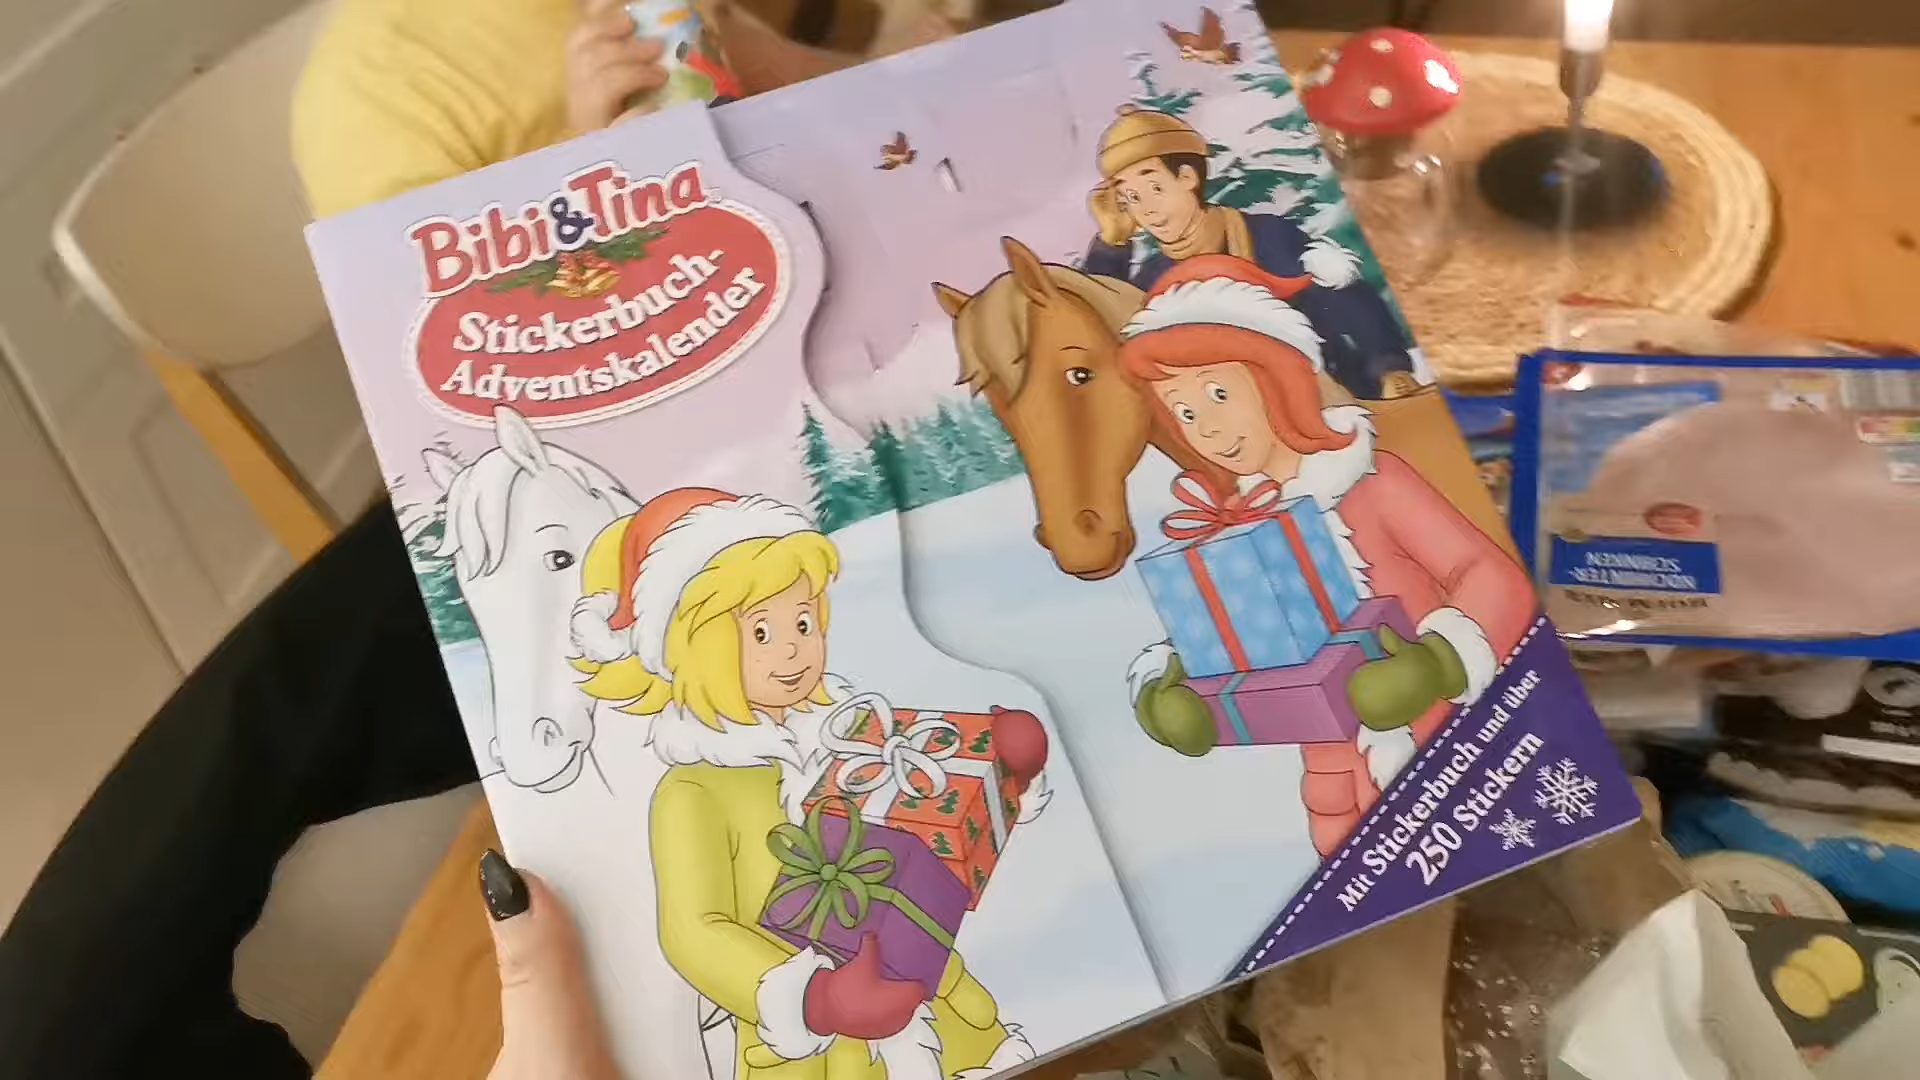 Bibi&Tina
Stickerbuch-
Adventskalender
Mit Stickerbuch und über
250 Stickern